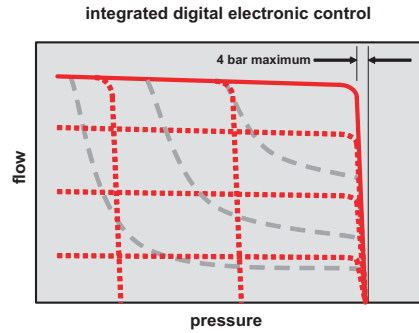 integrated digital electronic control
4 bar maximum
flow
pressure